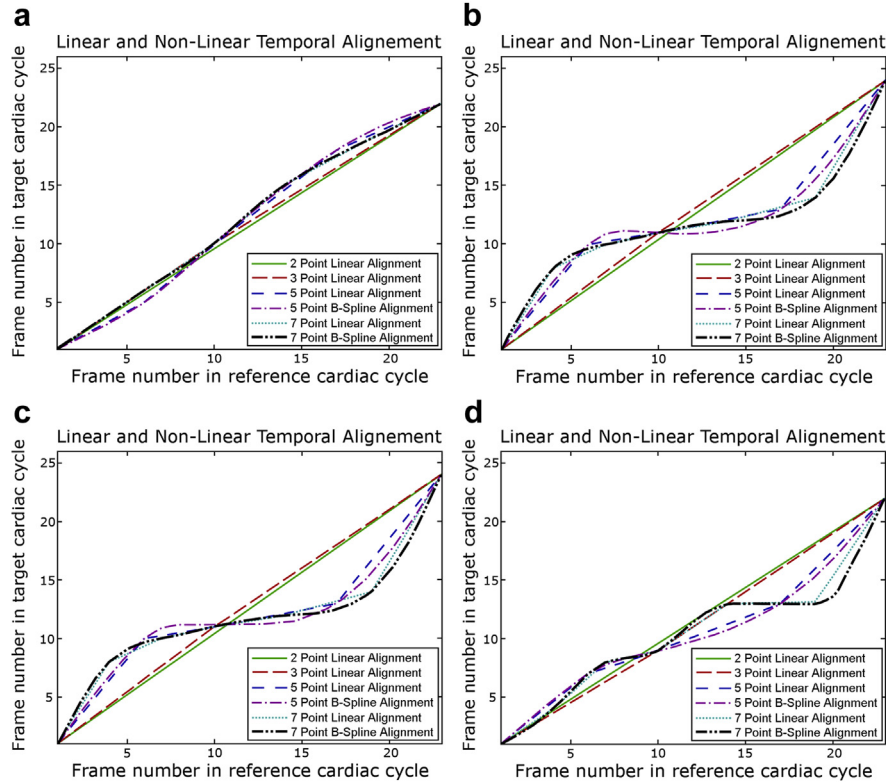 a
Linear and Non-Linear Temporal Alignement
Frame number in target cardiac cycle
25
20
15
10
5
2 Point Linear Alignment
3 Point Linear Alignment
5 Point Linear Alignment
5 Point B-Spline Alignment
7 Point Linear Alignment
7 Point B-Spline Alignment
5 10 15 20
Frame number in reference cardiac cycle
b
Linear and Non-Linear Temporal Alignement
Frame number in target cardiac cycle
25
20
15
10
5
2 Point Linear Alignment
3 Point Linear Alignment
5 Point Linear Alignment
5 Point B-Spline Alignment
7 Point Linear Alignment
7 Point B-Spline Alignment
5 10 15 20
Frame number in reference cardiac cycle
c
Linear and Non-Linear Temporal Alignement
Frame number in target cardiac cycle
25
20
15
10
5
2 Point Linear Alignment
3 Point Linear Alignment
5 Point Linear Alignment
5 Point B-Spline Alignment
7 Point Linear Alignment
7 Point B-Spline Alignment
5 10 15 20
Frame number in reference cardiac cycle
d
Linear and Non-Linear Temporal Alignement
Frame number in target cardiac cycle
25
20
15
10
5
2 Point Linear Alignment
3 Point Linear Alignment
5 Point Linear Alignment
5 Point B-Spline Alignment
7 Point Linear Alignment
7 Point B-Spline Alignment
5 10 15 20
Frame number in reference cardiac cycle